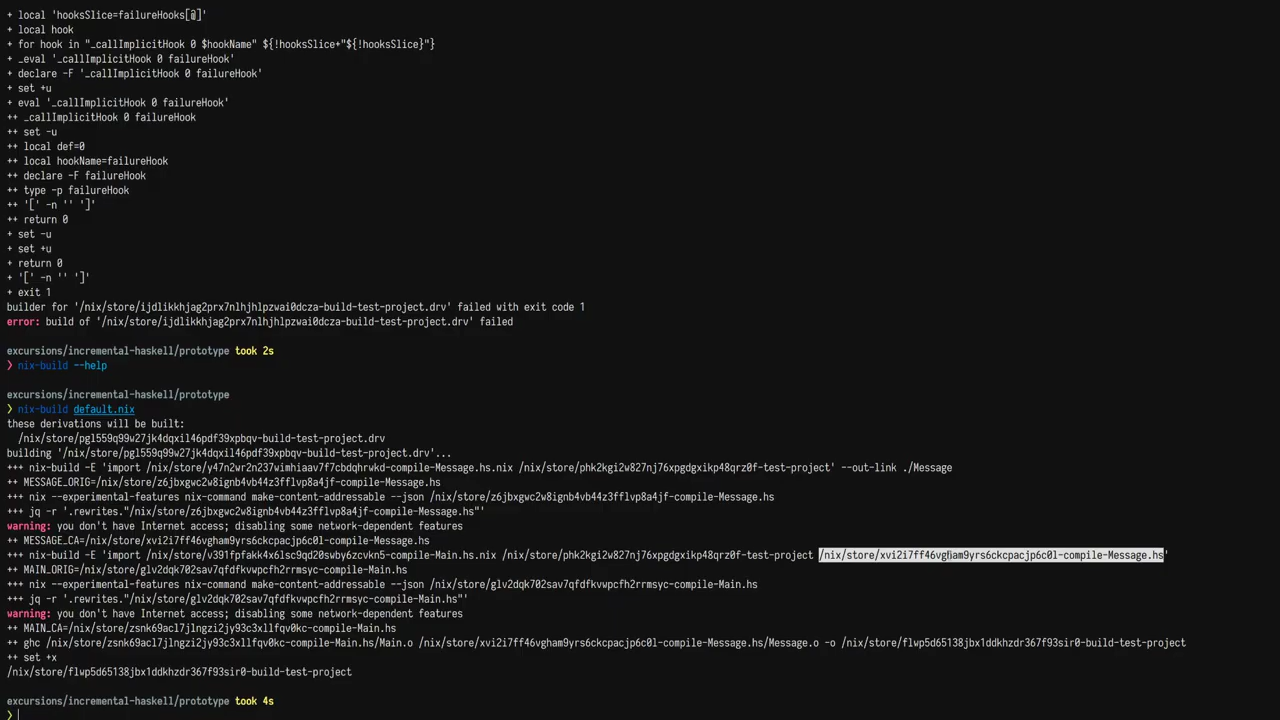 + local 'hooksSlice=failureHooks[@]'
+ local hook
+ for hook in "_callImplicitHook 0 $hookName" ${!hooksSlice+"${!hooksSlice}"}
+ _eval '_callImplicitHook 0 failureHook'
+ declare -F '_callImplicitHook 0 failureHook'
+ set +u
+ eval '_callImplicitHook 0 failureHook'
++ _callImplicitHook 0 failureHook
++ set -u
++ local def=0
++ local hookName=failureHook
++ declare -F failureHook
++ type -p failureHook
++ '[' -n '' ']'
++ return 0
+ set -u
+ set +u
+ return 0
+ '[' -n '' ']'
+ exit 1
builder for '/nix/store/ijdlikkhjag2prx7nlhjhlpzwai0dcza-build-test-project.drv' failed with exit code 1
error: build of '/nix/store/ijdlikkhjag2prx7nlhjhlpzwai0dcza-build-test-project.drv' failed
excursions/incremental-haskell/prototype took 2s
❯ nix-build --help
excursions/incremental-haskell/prototype
❯ nix-build default.nix
these derivations will be built:
/nix/store/pgl559q99w27jk4dqxil46pdf39xpbqv-build-test-project.drv
building '/nix/store/pgl559q99w27jk4dqxil46pdf39xpbqv-build-test-project.drv'...
+++ nix-build -E 'import /nix/store/y47n2wr2n237wimhiaav7f7cbdqhrwkd-compile-Message.hs.nix /nix/store/phk2kgi2w827nj76xpgdgxikp48qrz0f-test-project' --out-link ./Message
++ MESSAGE_ORIG=/nix/store/z6jbxgwc2w8ignb4vb44z3fflvp8a4jf-compile-Message.hs
+++ nix --experimental-features nix-command make-content-addressable --json /nix/store/z6jbxgwc2w8ignb4vb44z3fflvp8a4jf-compile-Message.hs
+++ jq -r '.rewrites."/nix/store/z6jbxgwc2w8ignb4vb44z3fflvp8a4jf-compile-Message.hs"'
warning: you don't have Internet access; disabling some network-dependent features
++ MESSAGE_CA=/nix/store/xvi2i7ff46vgham9yrs6ckcpacjp6c0l-compile-Message.hs
+++ nix-build -E 'import /nix/store/v391fpfakk4x6lsc9qd20swby6zcvkn5-compile-Main.hs.nix /nix/store/phk2kgi2w827nj76xpgdgxikp48qrz0f-test-project /nix/store/xvi2i7ff46vgham9yrs6ckcpacjp6c0l-compile-Message.hs'
++ MAIN_ORIG=/nix/store/glv2dqk702sav7qfdfkvwpcfh2rrmsyc-compile-Main.hs
+++ nix --experimental-features nix-command make-content-addressable --json /nix/store/glv2dqk702sav7qfdfkvwpcfh2rrmsyc-compile-Main.hs
+++ jq -r '.rewrites."/nix/store/glv2dqk702sav7qfdfkvwpcfh2rrmsyc-compile-Main.hs"'
warning: you don't have Internet access; disabling some network-dependent features
++ MAIN_CA=/nix/store/zsnk69acl7jlngzi2jy93c3xllfqv0kc-compile-Main.hs
++ ghc /nix/store/zsnk69acl7jlngzi2jy93c3xllfqv0kc-compile-Main.hs/Main.o /nix/store/xvi2i7ff46vgham9yrs6ckcpacjp6c0l-compile-Message.hs/Message.o -o /nix/store/flwp5d65138jbx1ddkhzdr367f93sir0-build-test-project
++ set +x
/nix/store/flwp5d65138jbx1ddkhzdr367f93sir0-build-test-project
excursions/incremental-haskell/prototype took 4s
❯